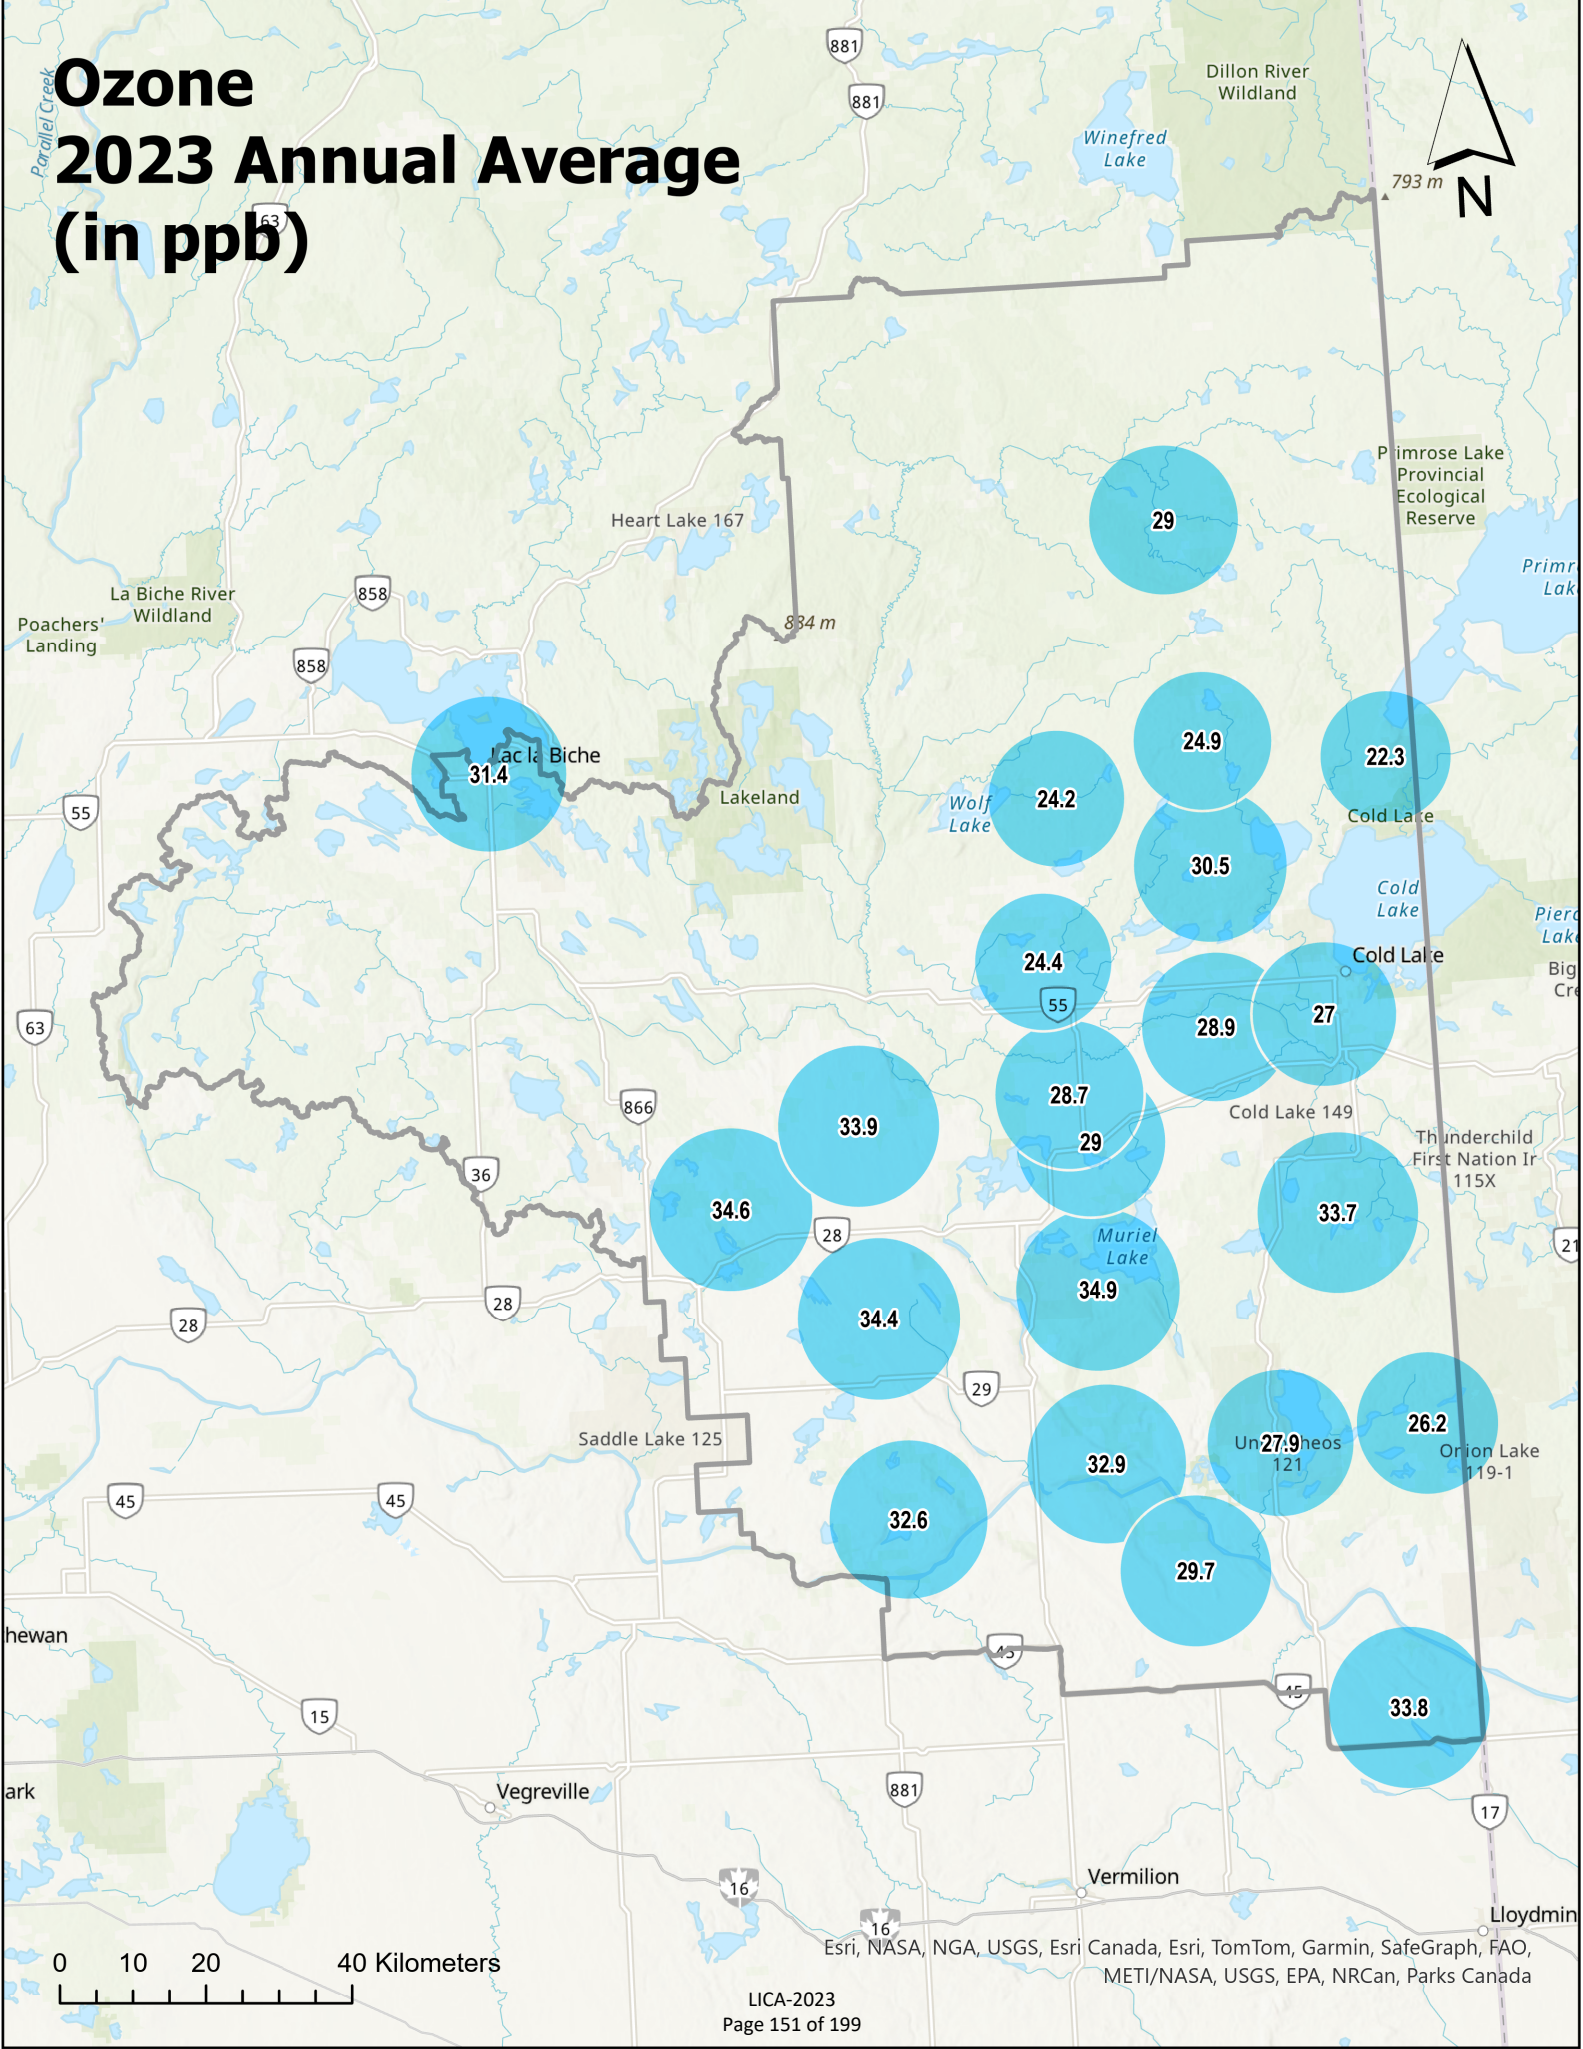 Ozone
2023 Annual Average
(in ppb)
Parallel Creek
63
881
881
Dillon River
Wildland
Winefred
Lake
793 m
N
Primrose Lake
Provincial
Ecological
Reserve
Heart Lake 167
29
La Biche River
Wildland
858
Poachers'
Landing
884 m
858
Lac la Biche
31.4
24.9
22.3
24.2
Wolf
Lake
Lakeland
55
Cold Lake
30.5
Cold
Lake
24.4
Cold Lake
55
63
28.9
27
28.7
866
33.9
29
Cold Lake 149
Thunderchild
First Nation Ir
115X
36
34.6
33.7
28
Muriel
Lake
21
34.9
28
28
34.4
29
Saddle Lake 125
26.2
27.9
121
Orion Lake
119-1
32.9
45
45
32.6
29.7
hewan
45
45
33.8
15
ark
Vegreville
881
17
16
Vermilion
16
Lloydmin
0 10 20 40 Kilometers
Esri, NASA, NGA, USGS, Esri Canada, Esri, TomTom, Garmin, SafeGraph, FAO,
METI/NASA, USGS, EPA, NRCan, Parks Canada
LICA-2023
Page 151 of 199